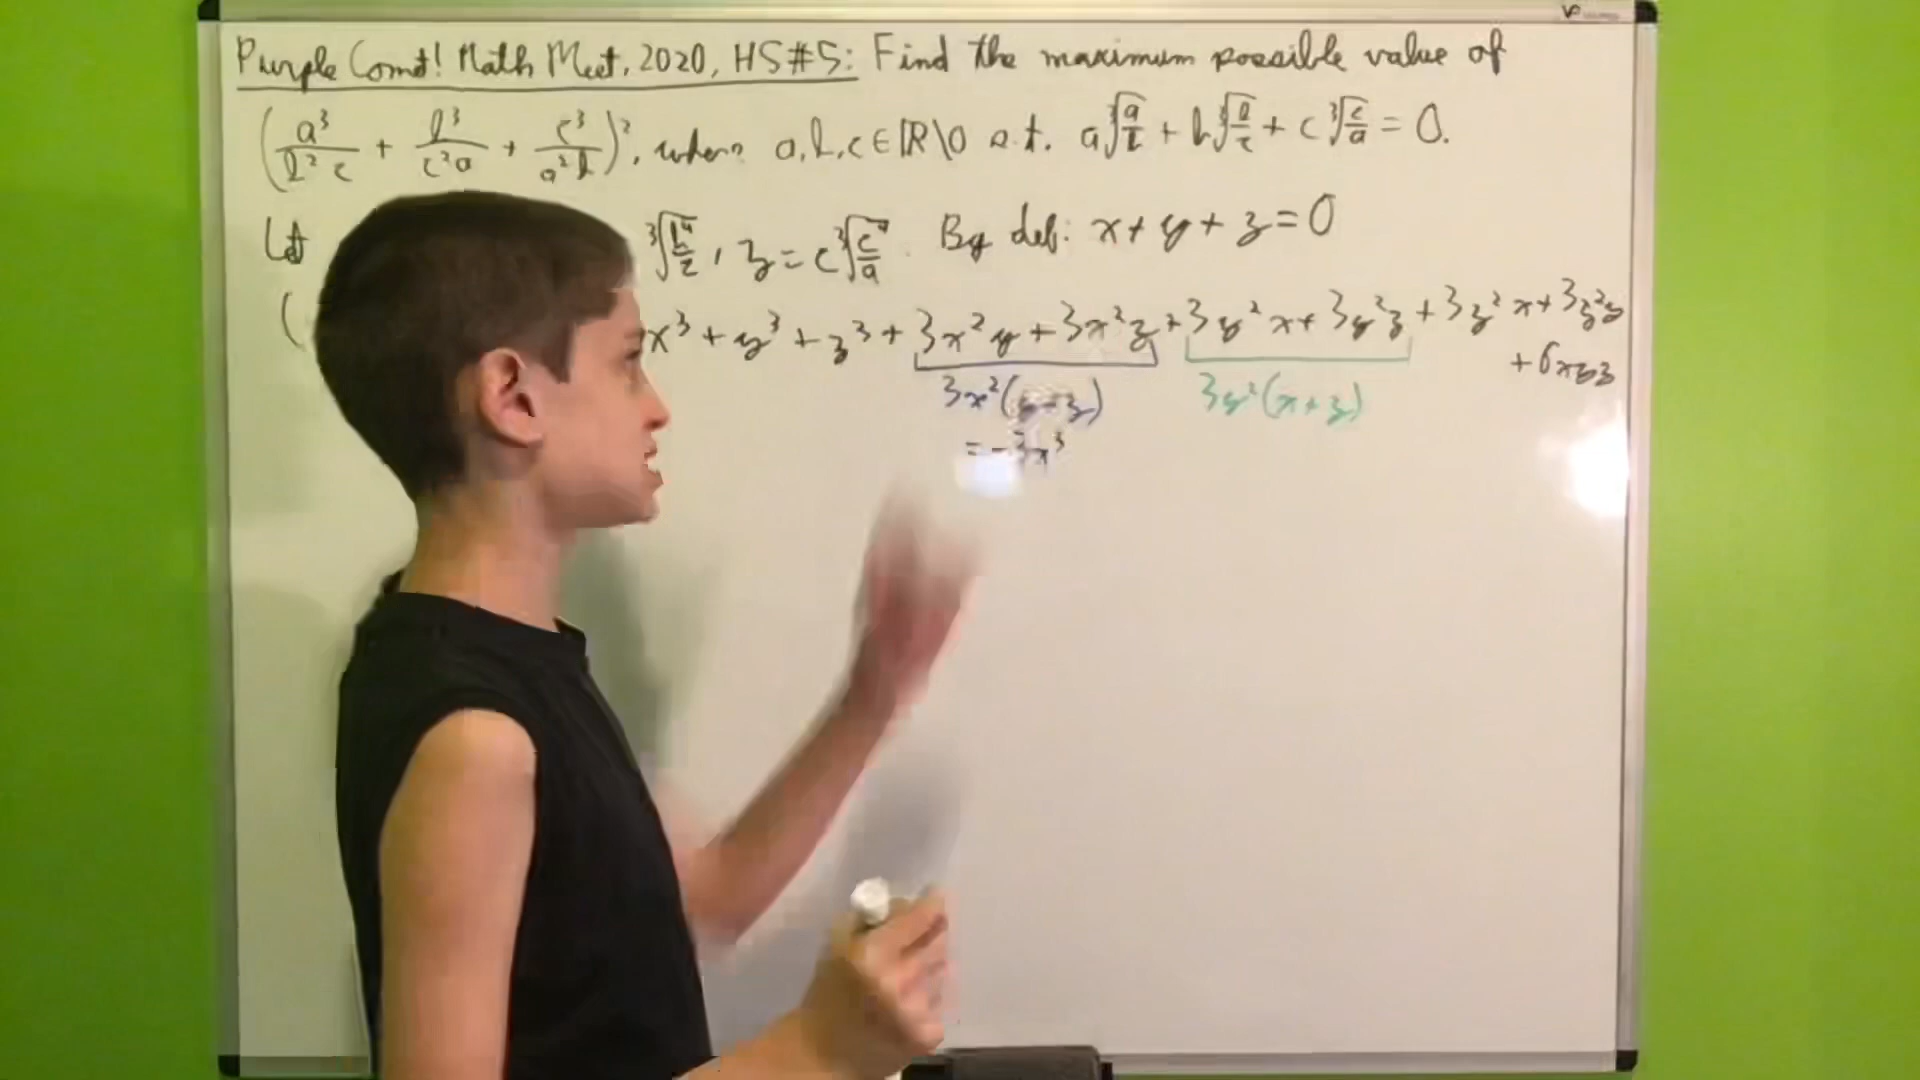 Purple Comet! Math Meet, 2020, HS#5: Find the maximum possible value of
(a³/b²c + b³/c²a + c³/a²b)², where a,b,c∈ℝ\0 s.t. a∛(a/b) + b∛(b/c) + c∛(c/a) = 0.
Let ∛(b⁴/c), z = c∛(c/a). By def: x+y+z=0
( x³+y³+z³+3x²y+3x²z+3y²x+3y²z+3z²x+3z²y
+6xyz
3x²(y+z) 3y²(x+z)
=-3x³